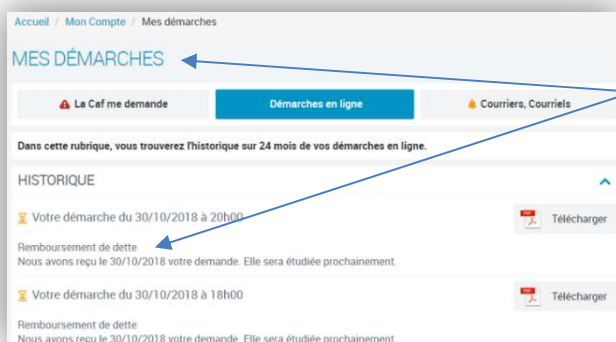 Accueil / Mon Compte / Mes démarches
MES DÉMARCHES
La Caf me demande
Démarches en ligne
Courriers, Courriels
Dans cette rubrique, vous trouverez l'historique sur 24 mois de vos démarches en ligne.
HISTORIQUE
Votre démarche du 30/10/2018 à 20h00
Télécharger
Remboursement de dette
Nous avons reçu le 30/10/2018 votre demande. Elle sera étudiée prochainement.
Votre démarche du 30/10/2018 à 18h00
Télécharger
Remboursement de dette
Nous avons reçu le 30/10/2018 votre demande. Elle sera étudiée prochainement.